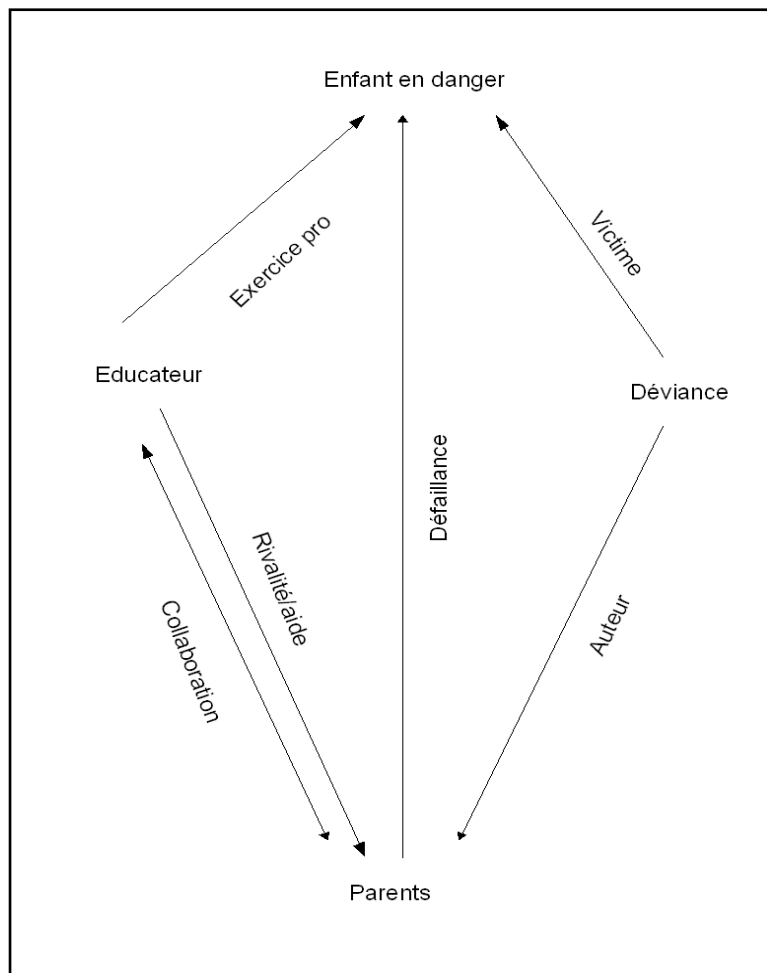 Enfant en danger
Exercice pro
Victime
Educateur
Déviance
Défaillance
Rivalité/aide
Collaboration
Auteur
Parents